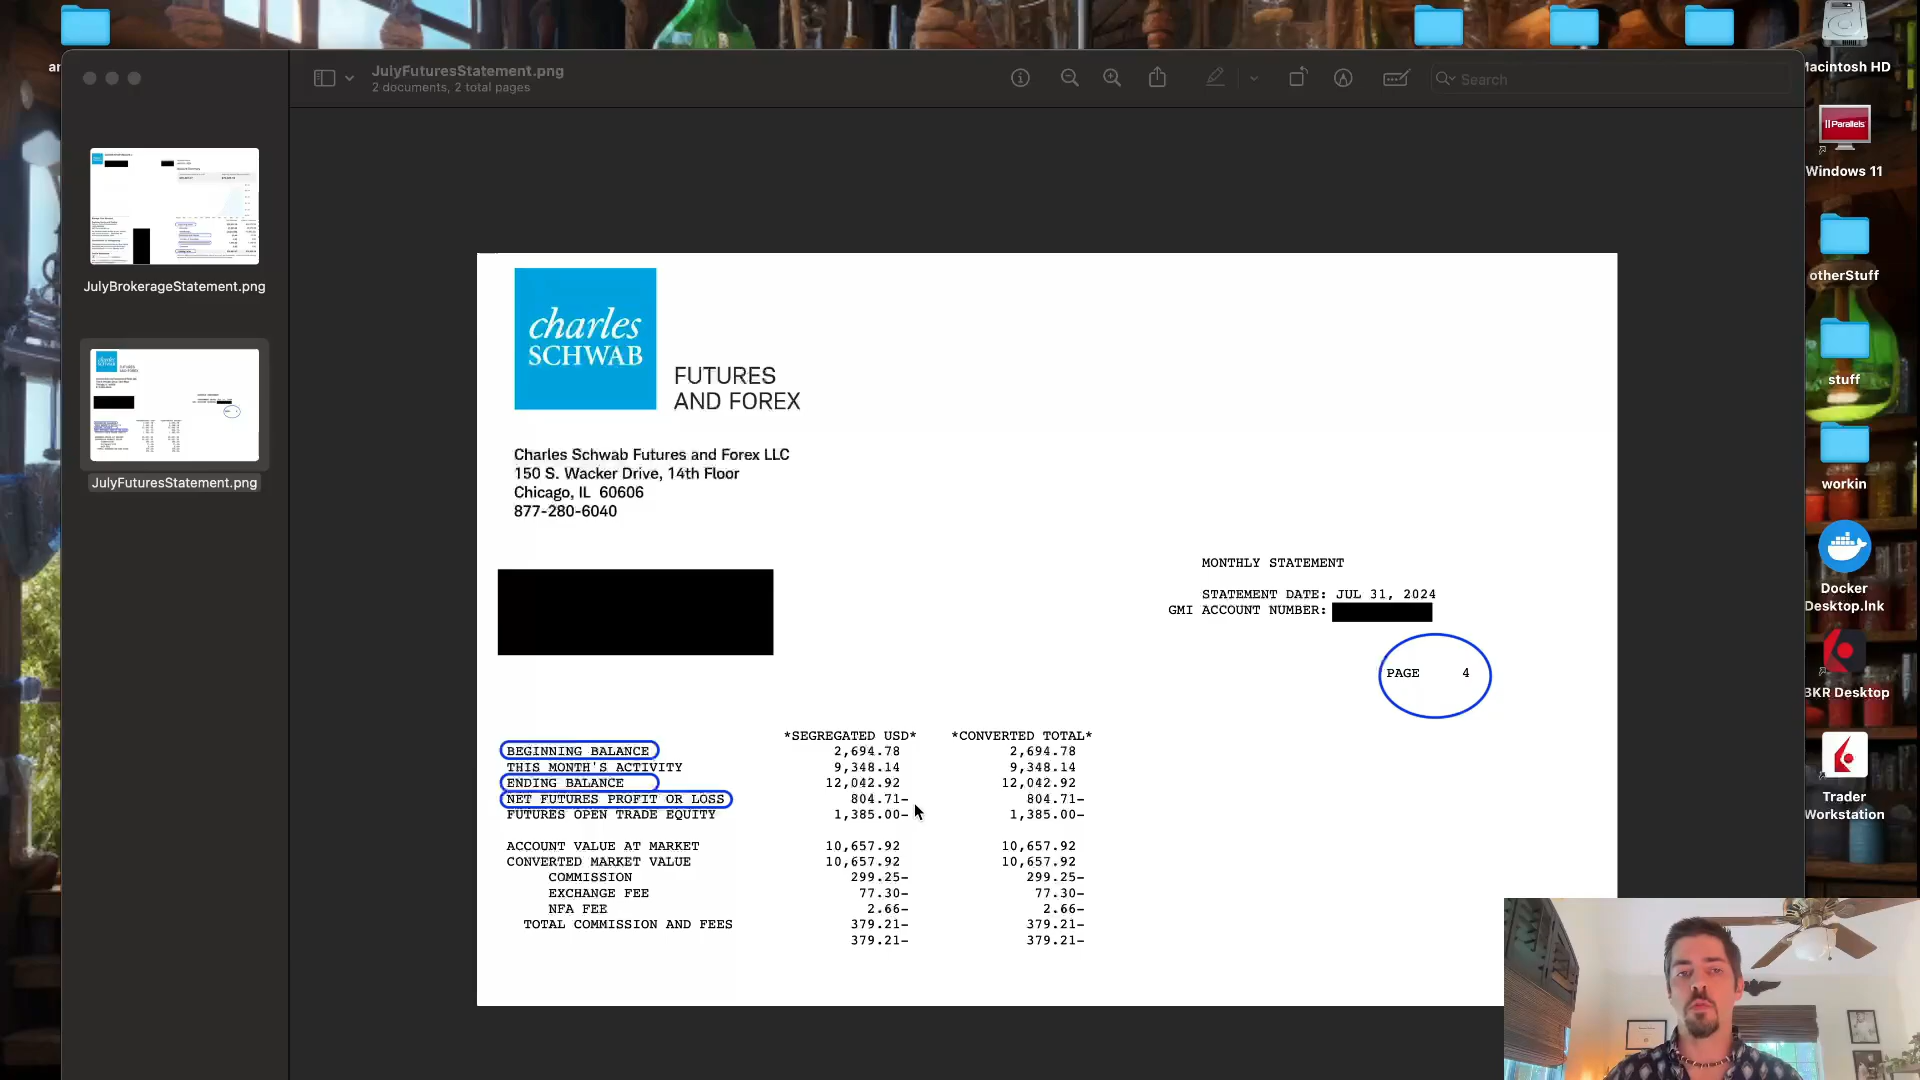 JulyFuturesStatement.png
2 documents, 2 total pages
Search
JulyBrokerageStatement.png
JulyFuturesStatement.png
charles
SCHWAB
FUTURES
AND FOREX
Charles Schwab Futures and Forex LLC
150 S. Wacker Drive, 14th Floor
Chicago, IL 60606
877-280-6040
MONTHLY STATEMENT
STATEMENT DATE: JUL 31, 2024
GMI ACCOUNT NUMBER:
PAGE 4
*SEGREGATED USD* *CONVERTED TOTAL*
BEGINNING BALANCE 2,694.78 2,694.78
THIS MONTH'S ACTIVITY 9,348.14 9,348.14
ENDING BALANCE 12,042.92 12,042.92
NET FUTURES PROFIT OR LOSS 804.71- 804.71-
FUTURES OPEN TRADE EQUITY 1,385.00- 1,385.00-
ACCOUNT VALUE AT MARKET 10,657.92 10,657.92
CONVERTED MARKET VALUE 10,657.92 10,657.92
COMMISSION 299.25- 299.25-
EXCHANGE FEE 77.30- 77.30-
NFA FEE 2.66- 2.66-
TOTAL COMMISSION AND FEES 379.21- 379.21-
379.21- 379.21-
acintosh HD
Parallels
Windows 11
otherStuff
stuff
workin
Docker
Desktop.lnk
BKR Desktop
Trader
Workstation